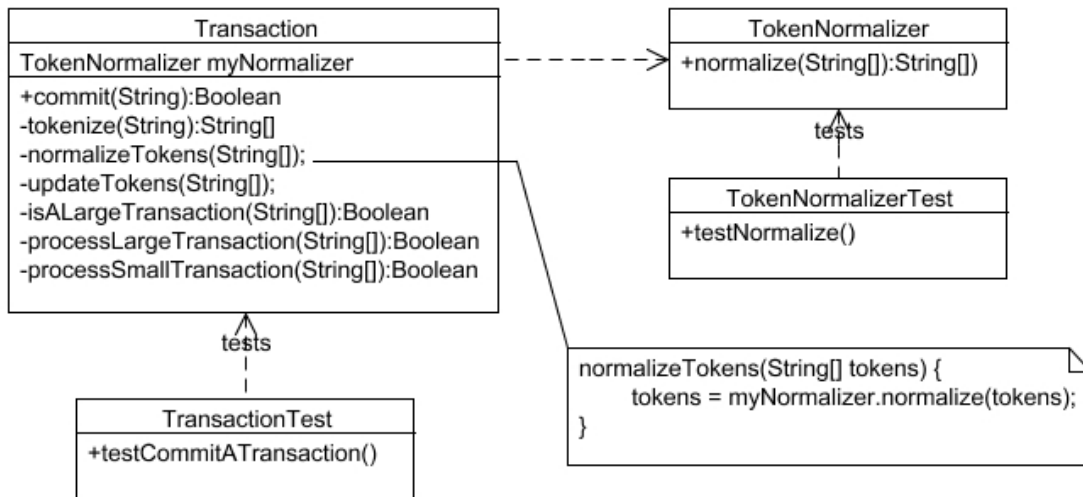 Transaction
TokenNormalizer myNormalizer
+commit(String):Boolean
-tokenize(String):String[]
-normalizeTokens(String[]);
-updateTokens(String[]);
-isALargeTransaction(String[]):Boolean
-processLargeTransaction(String[]):Boolean
-processSmallTransaction(String[]):Boolean
TokenNormalizer
+normalize(String[]):String[])
tests
TokenNormalizerTest
+testNormalize()
tests
TransactionTest
+testCommitATransaction()
normalizeTokens(String[] tokens) {
tokens = myNormalizer.normalize(tokens);
}